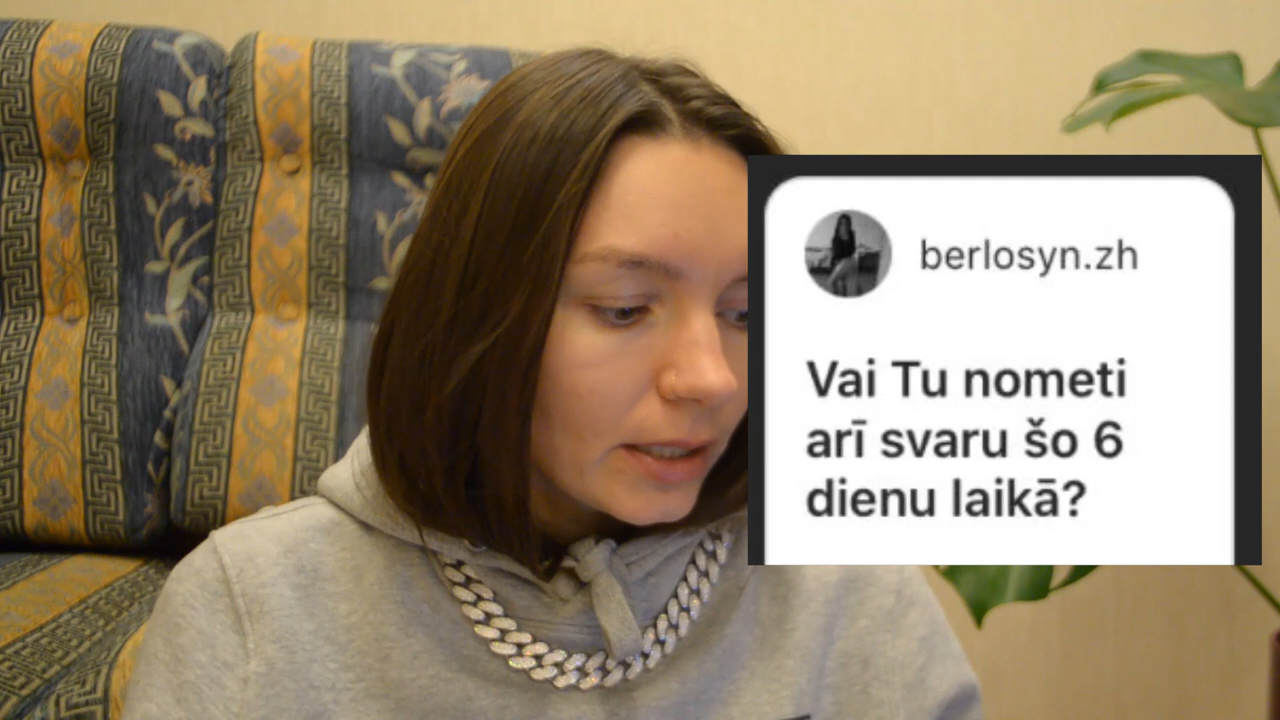 berlosyn.zh
Vai Tu nometi
arī svaru šo 6
dienu laikā?